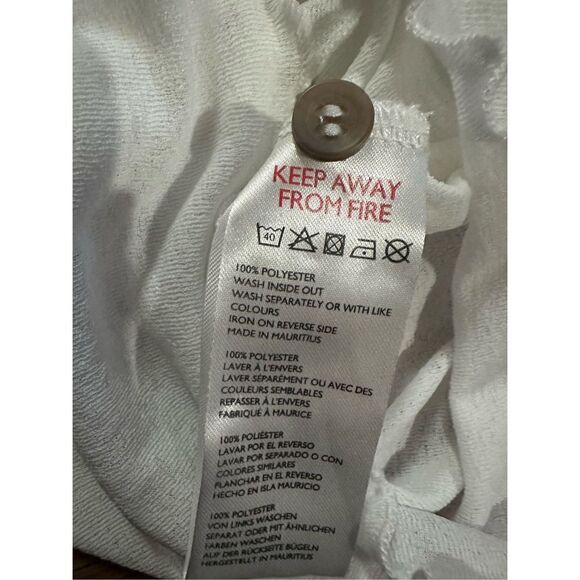 KEEP AWAY
FROM FIRE
40
100% POLYESTER
WASH INSIDE OUT
WASH SEPARATELY OR WITH LIKE
COLOURS
IRON ON REVERSE SIDE
MADE IN MAURITIUS
100% POLYESTER
LAVER À L'ENVERS
LAVER SÉPARÉMENT OU AVEC DES
COULEURS SEMBLABLES
REPASSER À L'ENVERS
FABRIQUÉ À MAURICE
100% POLIÉSTER
LAVAR POR EL REVERSO
LAVAR POR SEPARADO O CON
COLORES SIMILARES
PLANCHAR EN EL REVERSO
HECHO EN ISLA MAURICIO
100% POLYESTER
VON LINKS WASCHEN
SEPARAT ODER MIT ÄHNLICHEN
FARBEN WASCHEN
AUF DER RÜCKSEITE BÜGELN
HERGESTELLT IN MAURITIUS